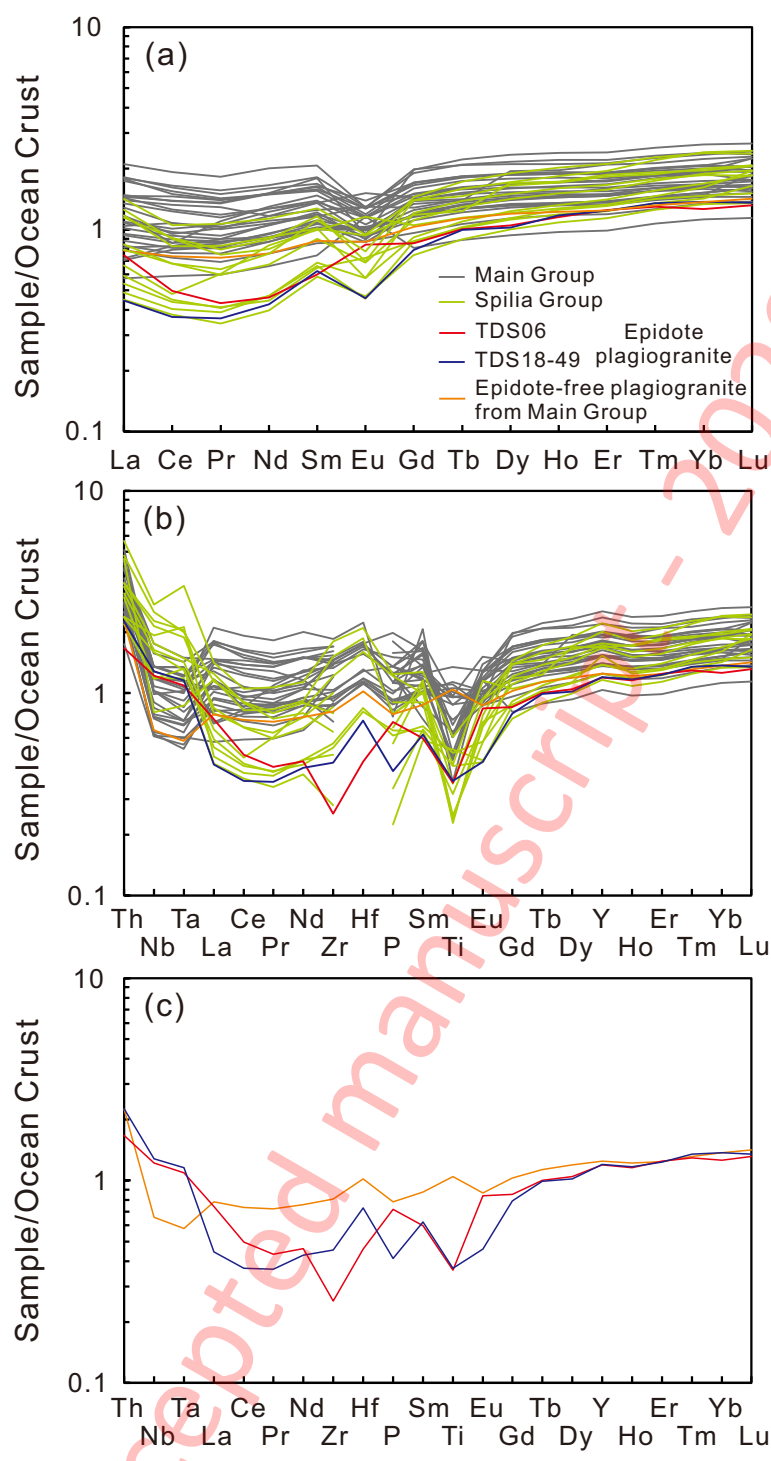 10
(a)
1
0.1
Sample/Ocean Crust
Main Group
Spilia Group
TDS06
TDS18-49
Epidote
plagiogranite
Epidote-free plagiogranite
from Main Group
La Ce Pr Nd Sm Eu Gd Tb Dy Ho Er Tm Yb Lu
10
(b)
1
0.1
Sample/Ocean Crust
Th Ta Ce Nd Hf Sm Eu Tb Y Er Yb
Nb La Pr Zr P Ti Gd Dy Ho Tm Lu
10
(c)
1
0.1
Sample/Ocean Crust
Th Ta Ce Nd Hf Sm Eu Tb Y Er Yb
Nb La Pr Zr P Ti Gd Dy Ho Tm Lu
cepted manuscript - 20